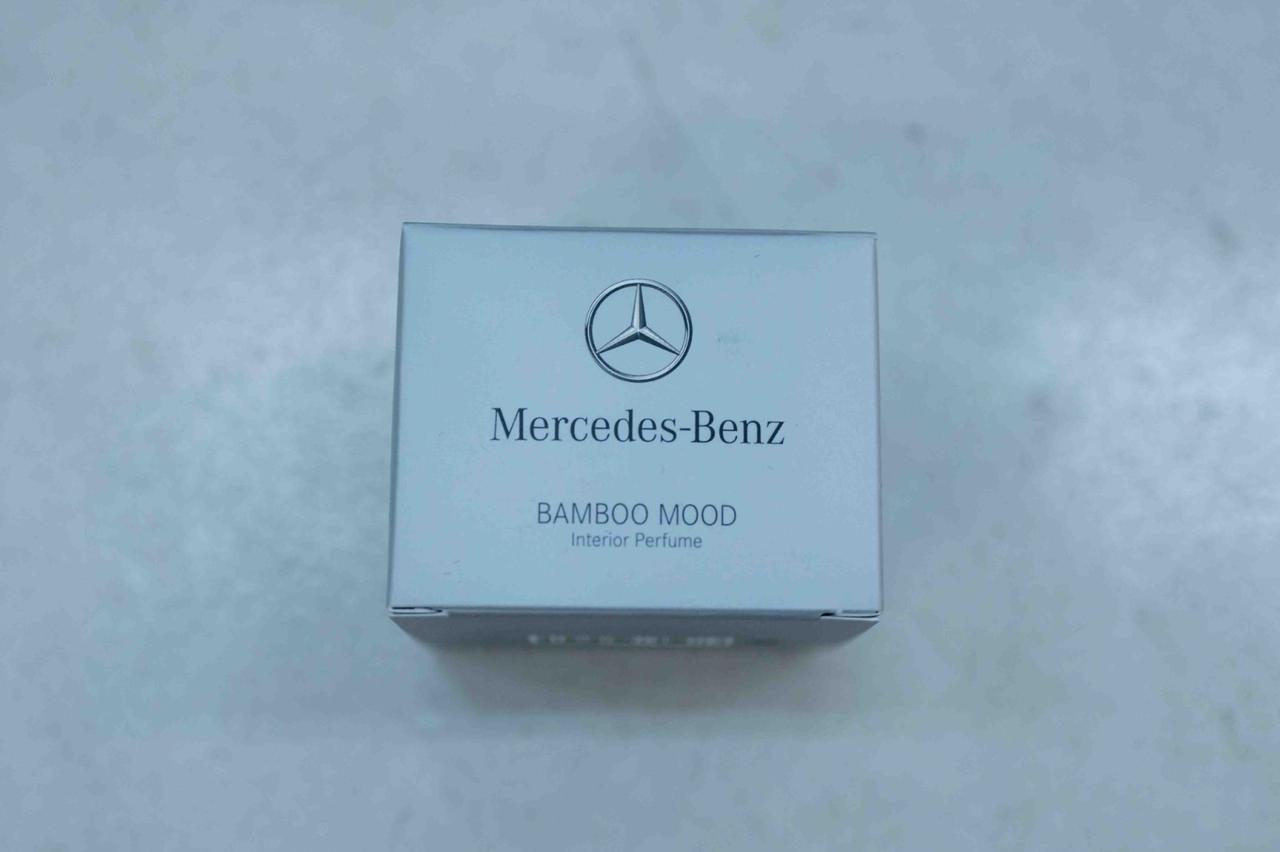 Mercedes-Benz
BAMBOO MOOD
Interior Perfume